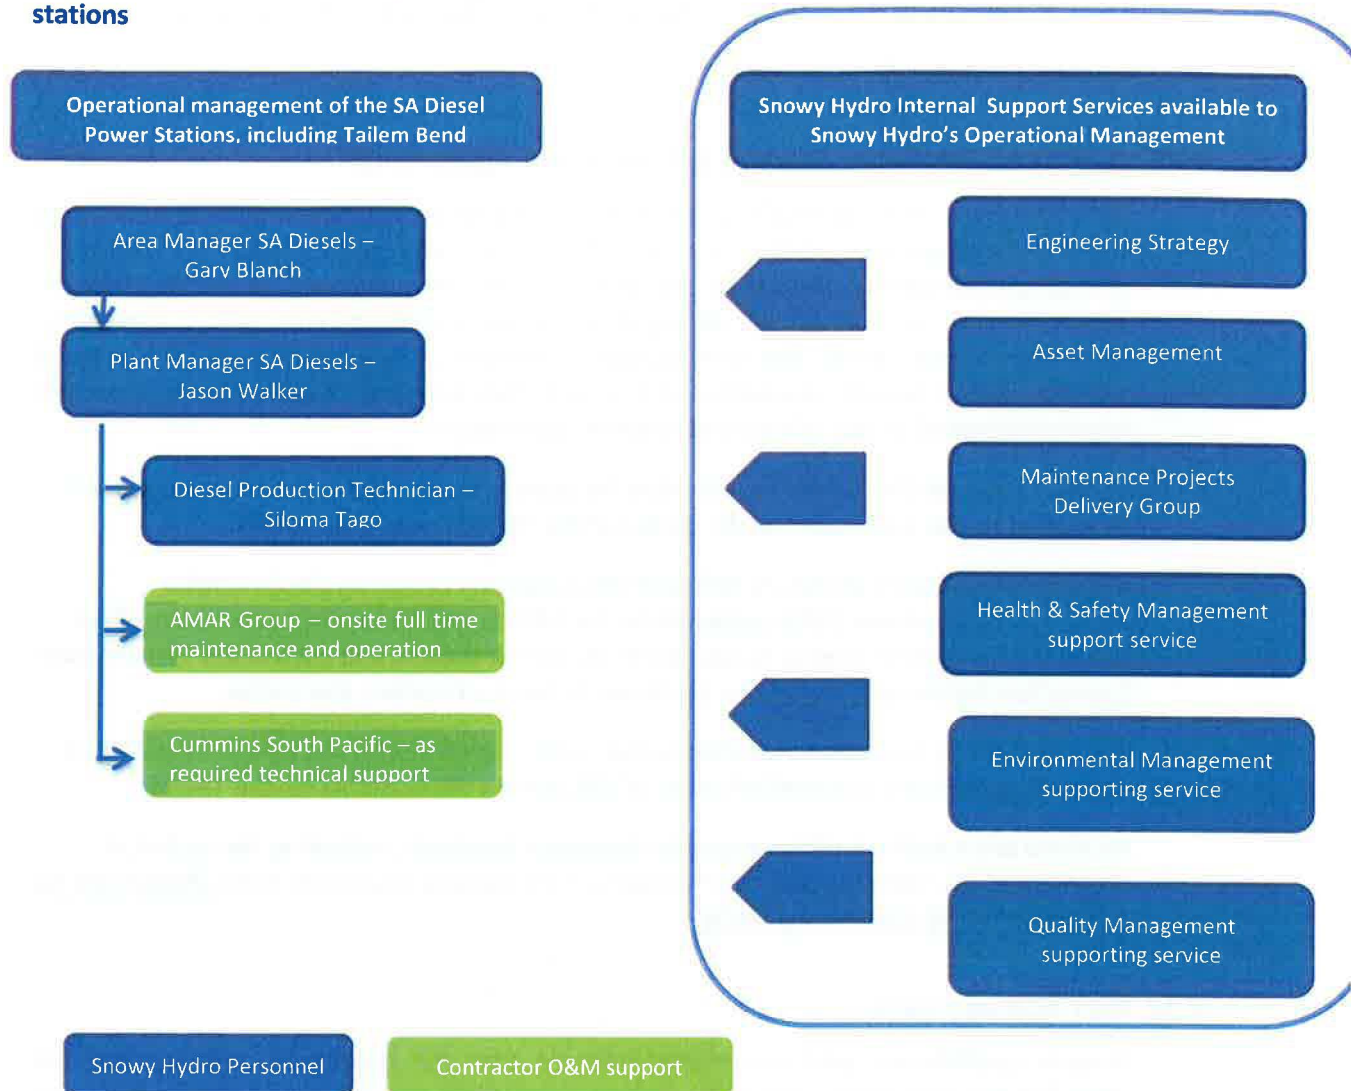 stations
Operational management of the SA Diesel
Power Stations, including Tailem Bend
Area Manager SA Diesels –
Gary Blanch
Plant Manager SA Diesels –
Jason Walker
Diesel Production Technician –
Siloma Tago
AMAR Group – onsite full time
maintenance and operation
Cummins South Pacific – as
required technical support
Snowy Hydro Internal Support Services available to
Snowy Hydro's Operational Management
Engineering Strategy
Asset Management
Maintenance Projects
Delivery Group
Health & Safety Management
support service
Environmental Management
supporting service
Quality Management
supporting service
Snowy Hydro Personnel
Contractor O&M support